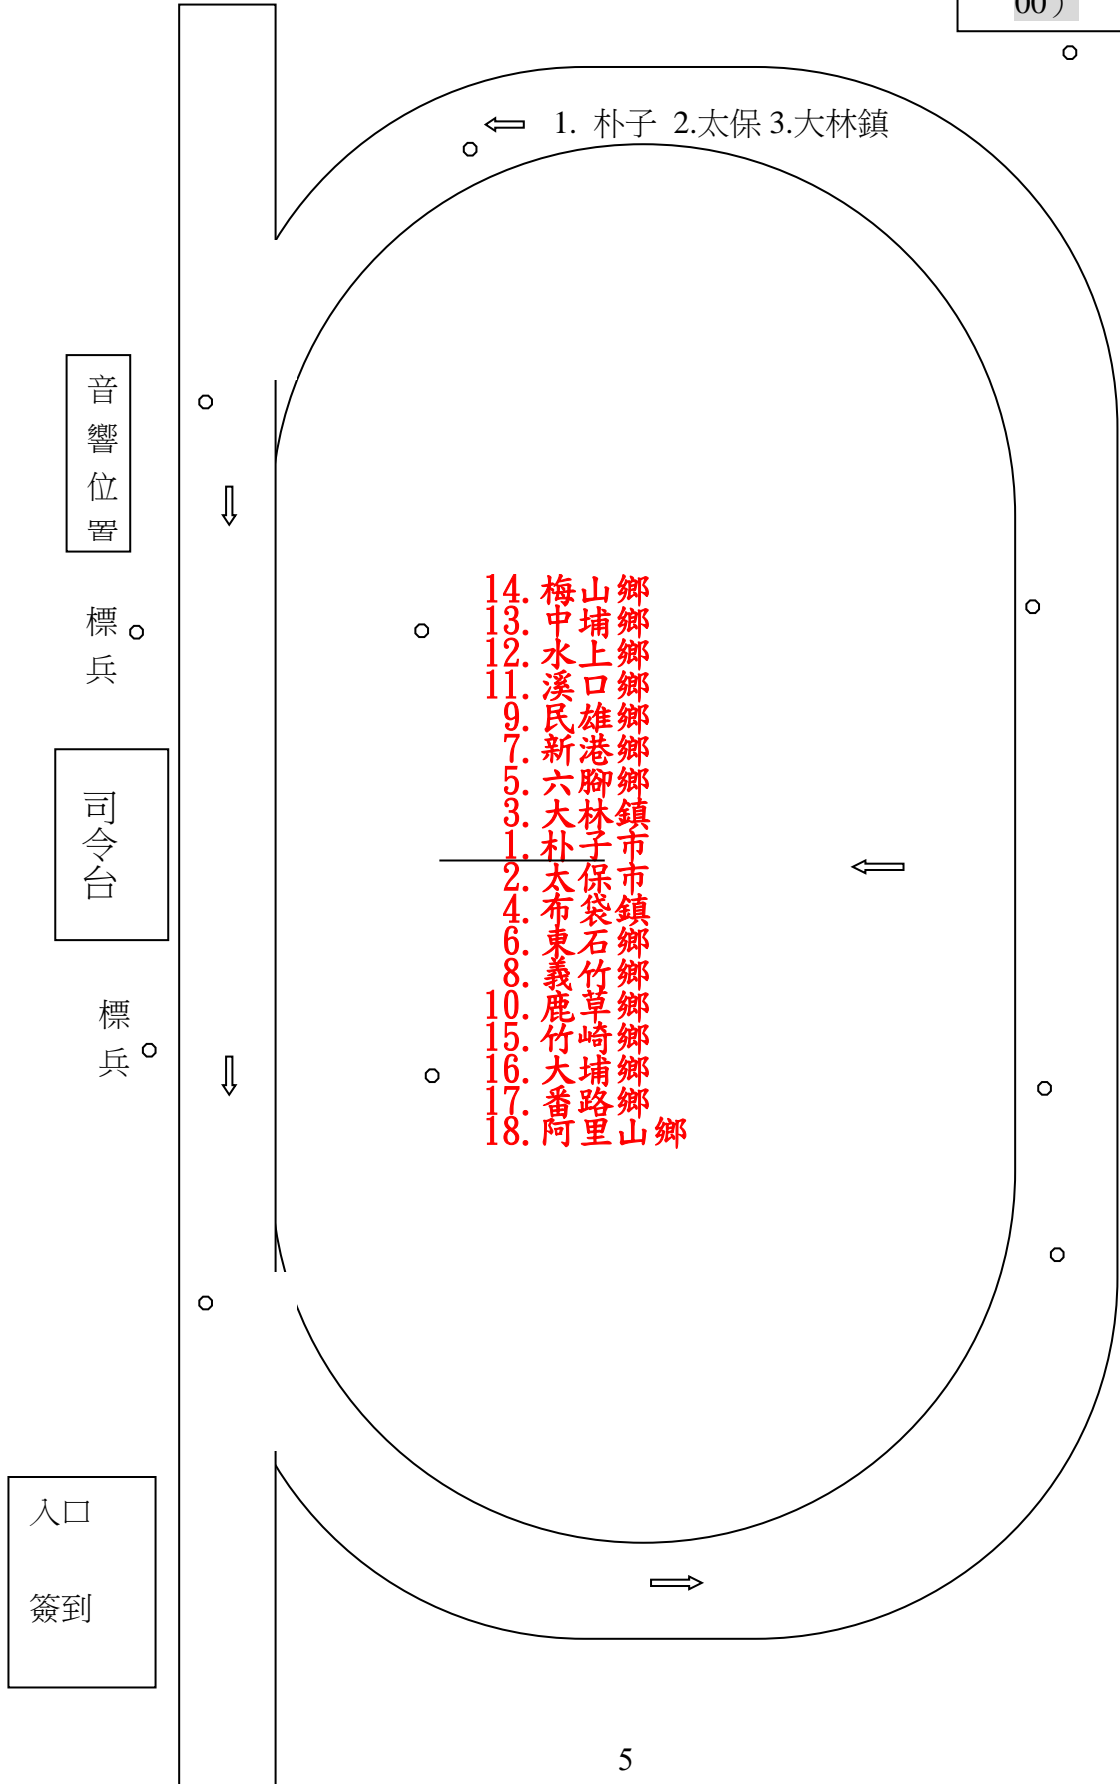 00）
1. 朴子 2.太保 3.大林鎮
音響位置
標兵
14. 梅山鄉
13. 中埔鄉
12. 水上鄉
11. 溪口鄉
9. 民雄鄉
7. 新港鄉
5. 六腳鄉
3. 大林鎮
1. 朴子市
2. 太保市
4. 布袋鎮
6. 東石鄉
8. 義竹鄉
10. 鹿草鄉
15. 竹崎鄉
16. 大埔鄉
17. 番路鄉
18. 阿里山鄉
司令台
標兵
入口
簽到
5